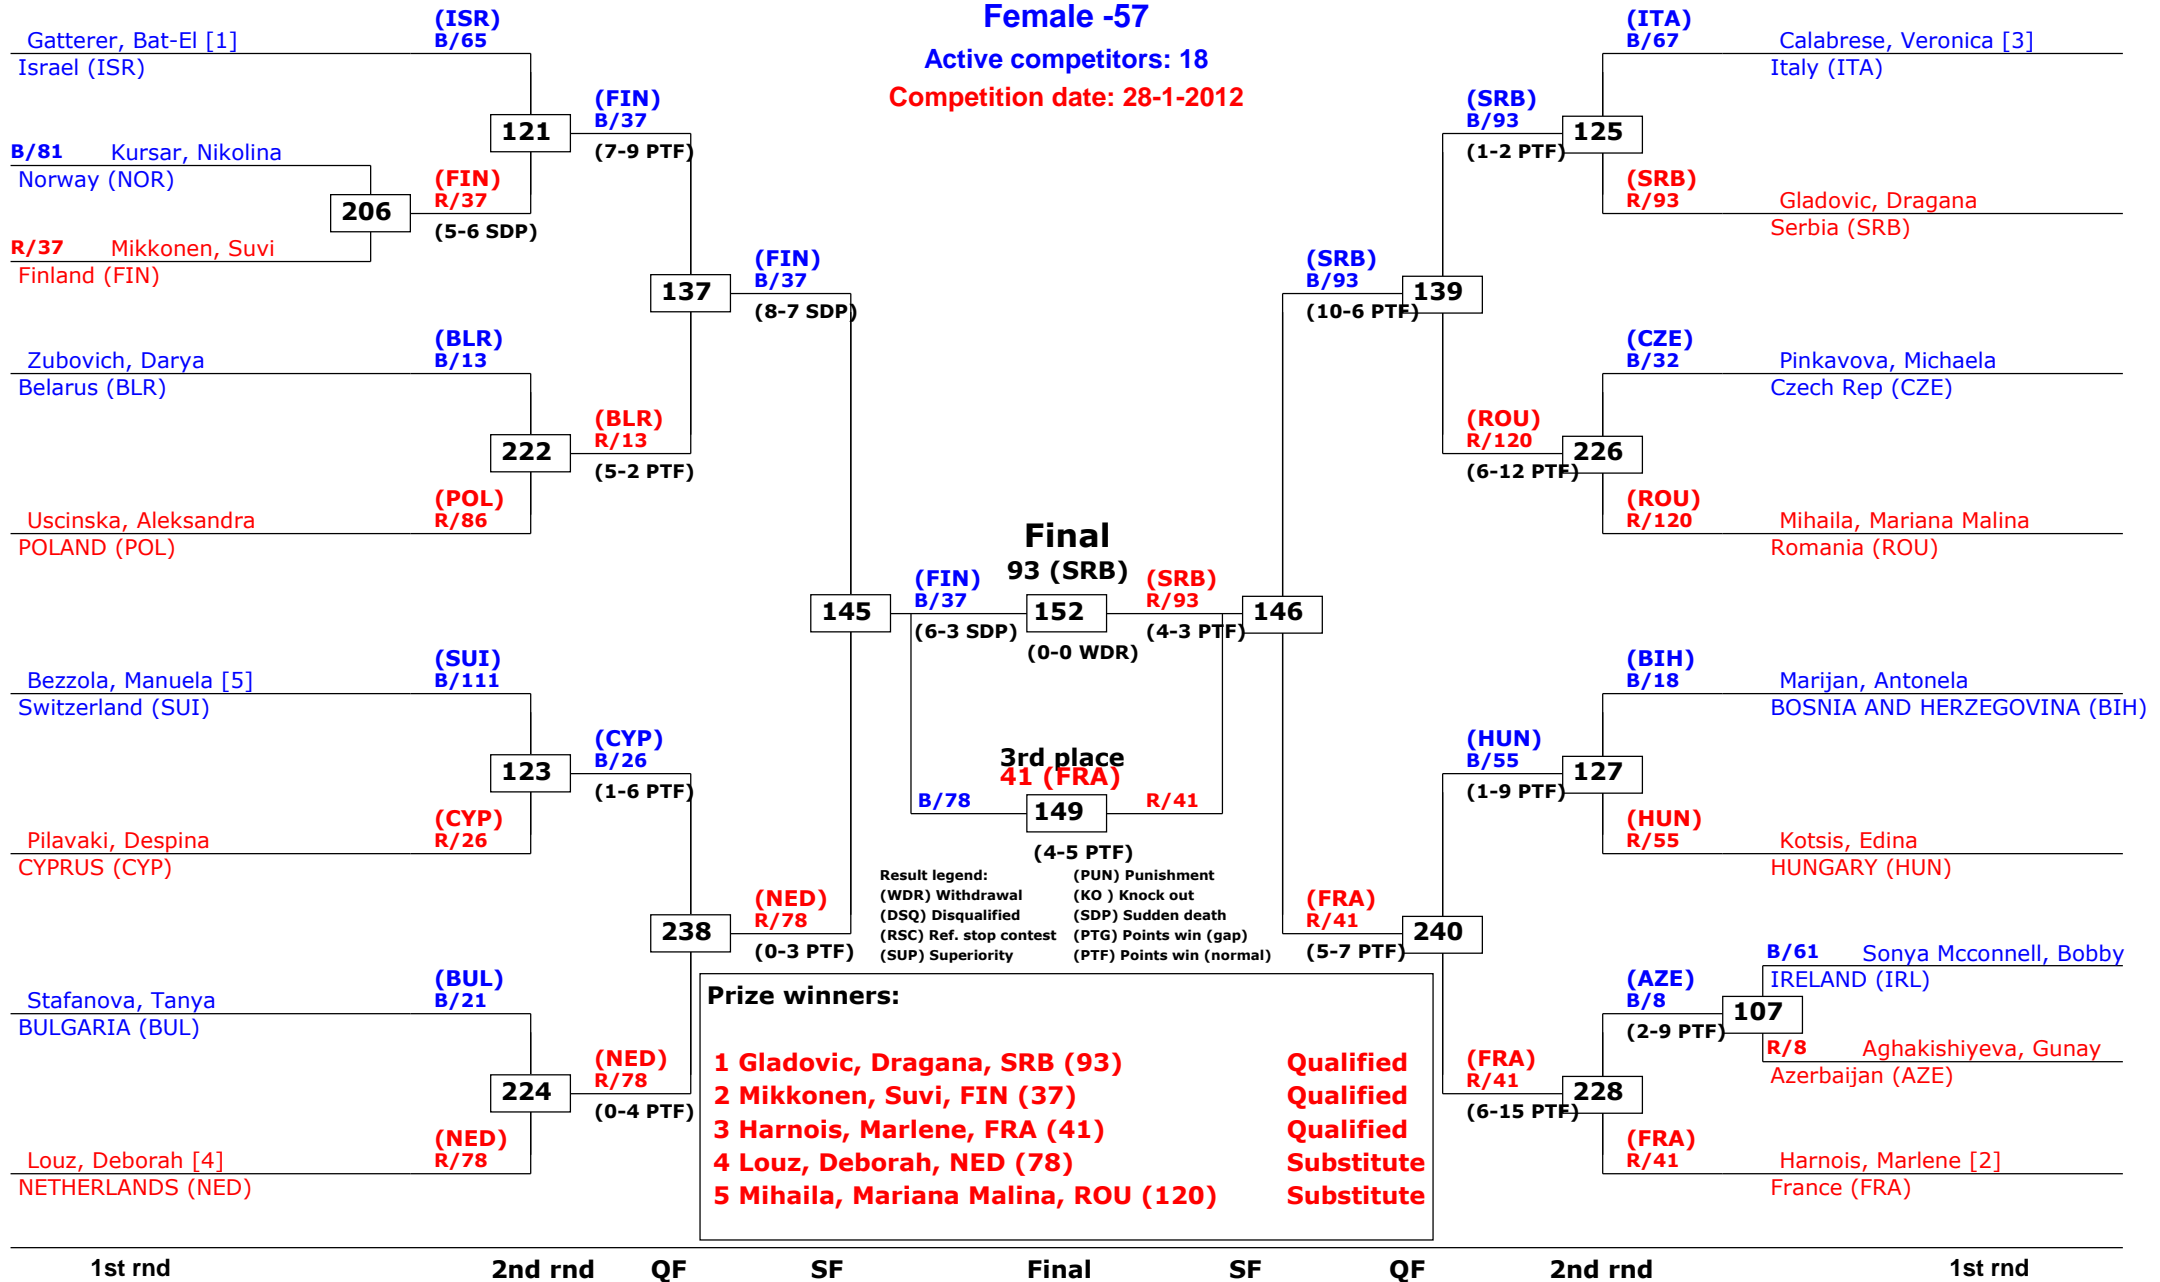 Female -57
Active competitors: 18
Competition date: 28-1-2012
Gatterer, Bat-El [1]
Israel (ISR)
(ISR)
B/65
B/81 Kursar, Nikolina
Norway (NOR)
206
R/37 Mikkonen, Suvi
Finland (FIN)
(FIN)
R/37
(5-6 SDP)
121
(FIN)
B/37
(7-9 PTF)
Zubovich, Darya
Belarus (BLR)
(BLR)
B/13
222
Uscinska, Aleksandra
POLAND (POL)
(POL)
R/86
(BLR)
R/13
(5-2 PTF)
137
(FIN)
B/37
(8-7 SDP)
Bezzola, Manuela [5]
Switzerland (SUI)
(SUI)
B/111
123
Pilavaki, Despina
CYPRUS (CYP)
(CYP)
R/26
(CYP)
B/26
(1-6 PTF)
Stafanova, Tanya
BULGARIA (BUL)
(BUL)
B/21
224
Louz, Deborah [4]
NETHERLANDS (NED)
(NED)
R/78
(NED)
R/78
(0-4 PTF)
238
(NED)
R/78
(0-3 PTF)
145
(FIN)
B/37
(6-3 SDP)
Final
93 (SRB)
152
(0-0 WDR)
(SRB)
R/93
(4-3 PTF)
146
3rd place
41 (FRA)
B/78
149
R/41
(4-5 PTF)
Result legend:
(WDR) Withdrawal
(DSQ) Disqualified
(RSC) Ref. stop contest
(SUP) Superiority
(PUN) Punishment
(KO ) Knock out
(SDP) Sudden death
(PTG) Points win (gap)
(PTF) Points win (normal)
(ITA)
B/67
Calabrese, Veronica [3]
Italy (ITA)
125
(SRB)
R/93
Gladovic, Dragana
Serbia (SRB)
(SRB)
B/93
(1-2 PTF)
139
(SRB)
B/93
(10-6 PTF)
(CZE)
B/32
Pinkavova, Michaela
Czech Rep (CZE)
226
(ROU)
R/120
Mihaila, Mariana Malina
Romania (ROU)
(ROU)
R/120
(6-12 PTF)
(BIH)
B/18
Marijan, Antonela
BOSNIA AND HERZEGOVINA (BIH)
127
(HUN)
R/55
Kotsis, Edina
HUNGARY (HUN)
(HUN)
B/55
(1-9 PTF)
240
(FRA)
R/41
(5-7 PTF)
B/61 Sonya Mcconnell, Bobby
IRELAND (IRL)
107
R/8 Aghakishiyeva, Gunay
Azerbaijan (AZE)
(AZE)
B/8
(2-9 PTF)
228
(FRA)
R/41
Harnois, Marlene [2]
France (FRA)
(FRA)
R/41
(6-15 PTF)
Prize winners:
1 Gladovic, Dragana, SRB (93) Qualified
2 Mikkonen, Suvi, FIN (37) Qualified
3 Harnois, Marlene, FRA (41) Qualified
4 Louz, Deborah, NED (78) Substitute
5 Mihaila, Mariana Malina, ROU (120) Substitute
1st rnd 2nd rnd QF SF Final SF QF 2nd rnd 1st rnd